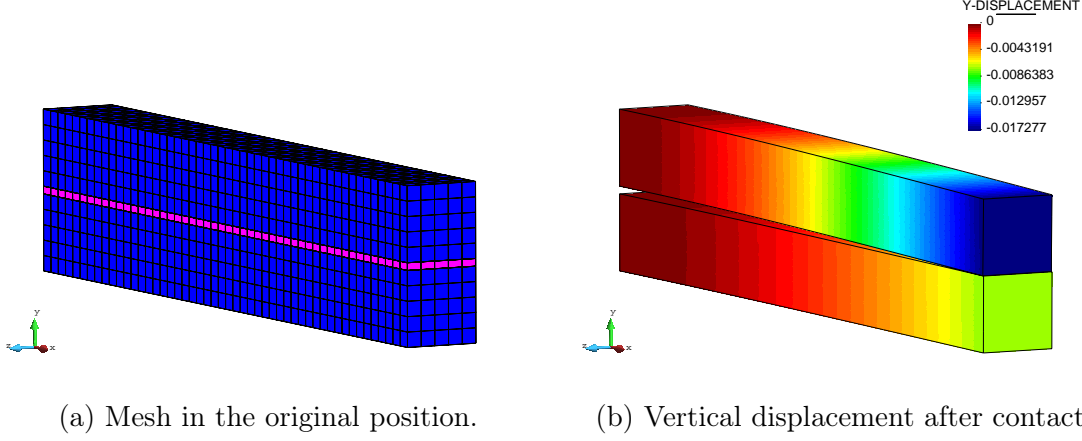 Y-DISPLACEMENT
0
-0.0043191
-0.0086383
-0.012957
-0.017277
y
z
x
y
z
x
(a) Mesh in the original position.
(b) Vertical displacement after contact